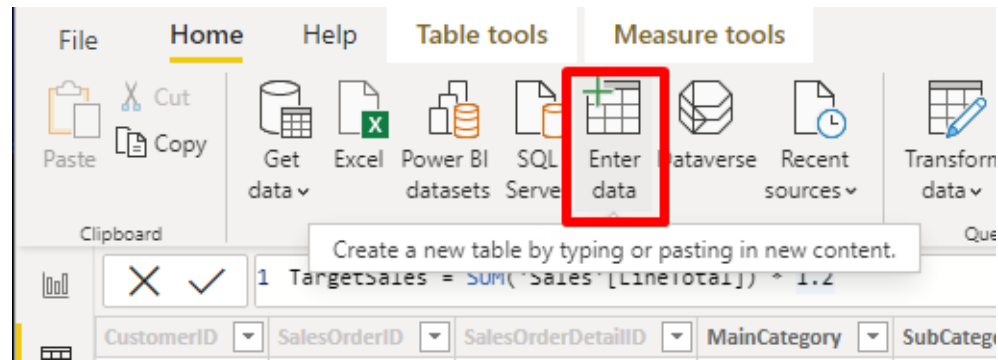 File Home Help Table tools Measure tools
Cut
Copy
Paste
Get data
Excel
Power BI datasets
SQL Server
Enter data
Dataverse
Recent sources
Transform data
Clipboard
Create a new table by typing or pasting in new content.
1 TargetSales = SUM('Sales'[LineTotal]) * 1.2
CustomerID SalesOrderID SalesOrderDetailID MainCategory SubCateg